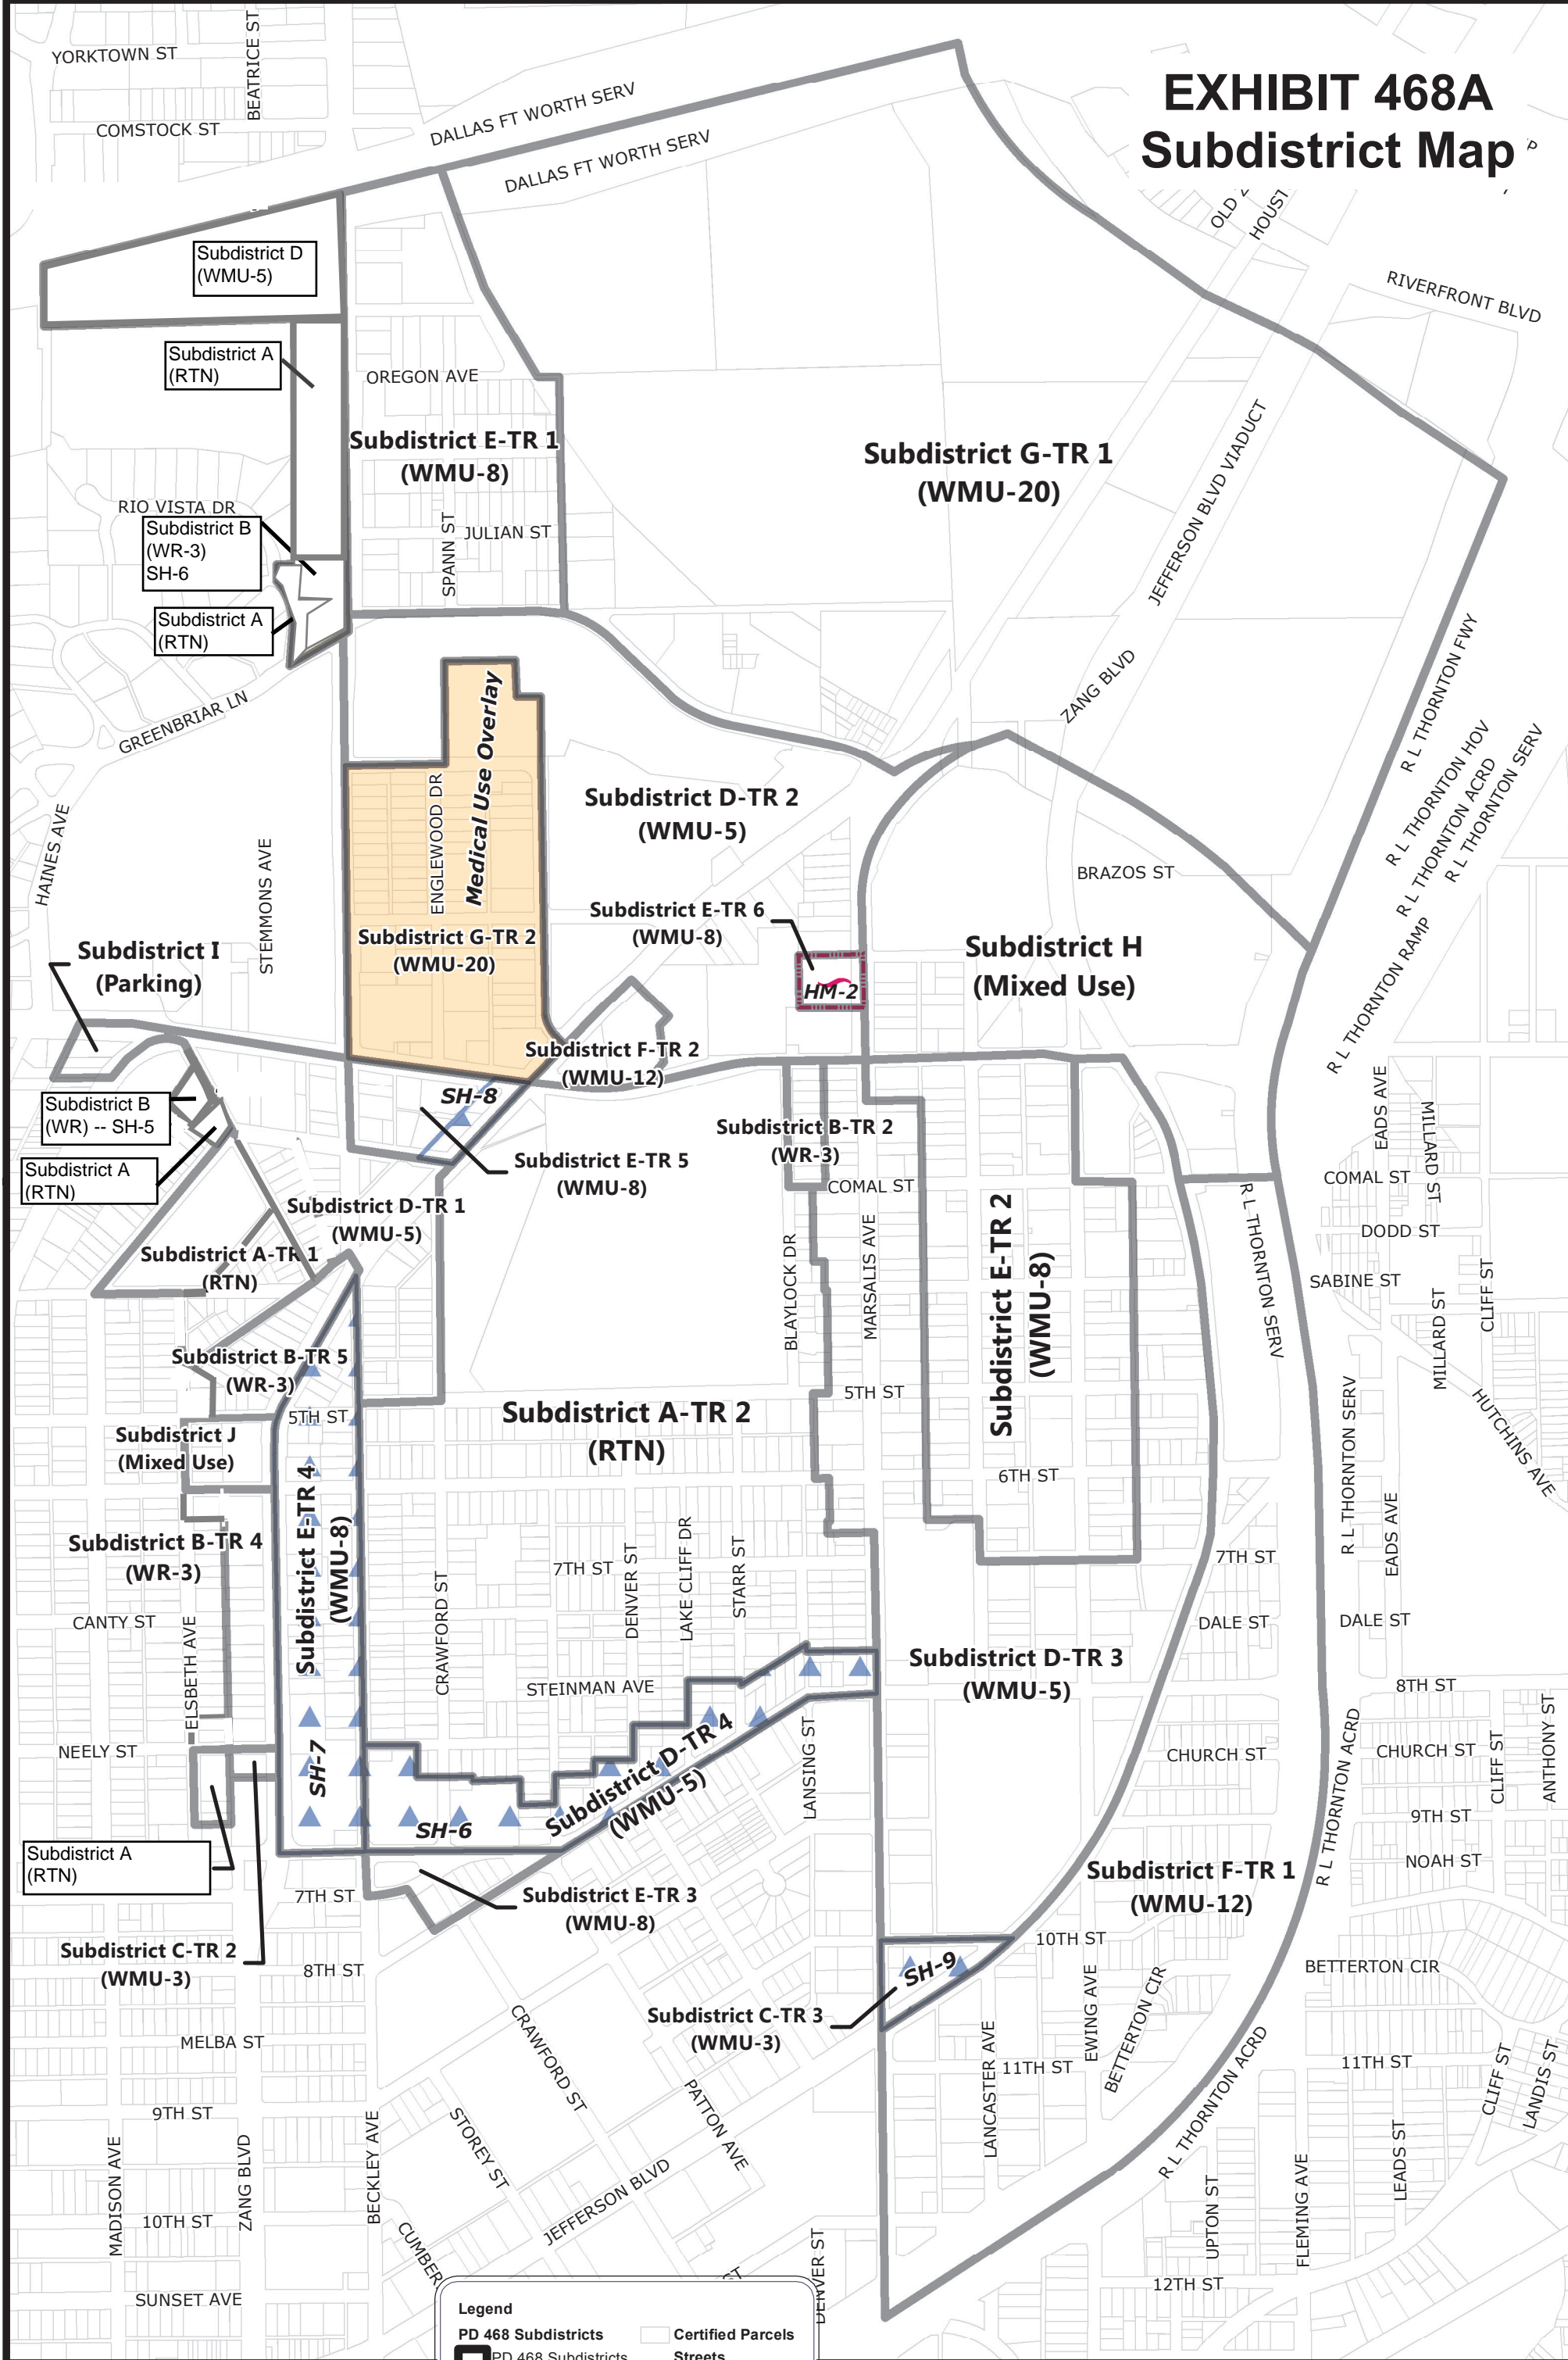 EXHIBIT 468A
Subdistrict Map
YORKTOWN ST
BEATRICE ST
COMSTOCK ST
DALLAS FT WORTH SERV
DALLAS FT WORTH SERV
RIVERFRONT BLVD
Subdistrict D
(WMU-5)
Subdistrict A
(RTN)
OREGON AVE
Subdistrict E-TR 1
(WMU-8)
Subdistrict G-TR 1
(WMU-20)
JEFFERSON BLVD VIADUCT
RIO VISTA DR
Subdistrict B
(WR-3)
SH-6
SPANN ST
JULIAN ST
Subdistrict A
(RTN)
GREENBRIAR LN
ZANG BLVD
R L THORNTON FWY
R L THORNTON HOV
R L THORNTON ACRD
R L THORNTON SERV
HAINES AVE
STEMMONS AVE
ENGLEWOOD DR
Medical Use Overlay
Subdistrict D-TR 2
(WMU-5)
BRAZOS ST
Subdistrict E-TR 6
(WMU-8)
Subdistrict G-TR 2
(WMU-20)
Subdistrict H
(Mixed Use)
HM-2
Subdistrict I
(Parking)
R L THORNTON RAMP
Subdistrict F-TR 2
(WMU-12)
SH-8
Subdistrict B
(WR) -- SH-5
Subdistrict A
(RTN)
Subdistrict B-TR 2
(WR-3)
Subdistrict E-TR 5
(WMU-8)
COMAL ST
EADS AVE
MILLARD ST
COMAL ST
Subdistrict D-TR 1
(WMU-5)
DODD ST
Subdistrict A-TR 1
(RTN)
BLAYLOCK DR
MARSALIS AVE
Subdistrict E-TR 2
(WMU-8)
R L THORNTON SERV
SABINE ST
CLIFF ST
MILLARD ST
Subdistrict B-TR 5
(WR-3)
5TH ST
5TH ST
Subdistrict A-TR 2
(RTN)
HUTCHINS AVE
Subdistrict J
(Mixed Use)
6TH ST
R L THORNTON SERV
EADS AVE
Subdistrict E-TR 4
(WMU-8)
Subdistrict B-TR 4
(WR-3)
7TH ST
DENVER ST
LAKE CLIFF DR
STARR ST
7TH ST
CANTY ST
ELSBETH AVE
CRAWFORD ST
DALE ST
DALE ST
Subdistrict D-TR 3
(WMU-5)
STEINMAN AVE
8TH ST
NEELY ST
SH-7
Subdistrict D-TR 4
(WMU-5)
LANSING ST
CHURCH ST
CHURCH ST
CLIFF ST
ANTHONY ST
R L THORNTON ACRD
SH-6
9TH ST
Subdistrict A
(RTN)
NOAH ST
7TH ST
Subdistrict E-TR 3
(WMU-8)
Subdistrict F-TR 1
(WMU-12)
Subdistrict C-TR 2
(WMU-3)
10TH ST
8TH ST
SH-9
BETTERTON CIR
Subdistrict C-TR 3
(WMU-3)
EWING AVE
BETTERTON CIR
MELBA ST
CRAWFORD ST
LANCASTER AVE
11TH ST
11TH ST
R L THORNTON ACRD
CLIFF ST
LANDIS ST
9TH ST
STOREY ST
PATTON AVE
MADISON AVE
ZANG BLVD
BECKLEY AVE
JEFFERSON BLVD
LEADS ST
10TH ST
UPTON ST
FLEMING AVE
DENVER ST
12TH ST
SUNSET AVE
Legend
PD 468 Subdistricts
Certified Parcels
PD 468 Subdistricts
Streets